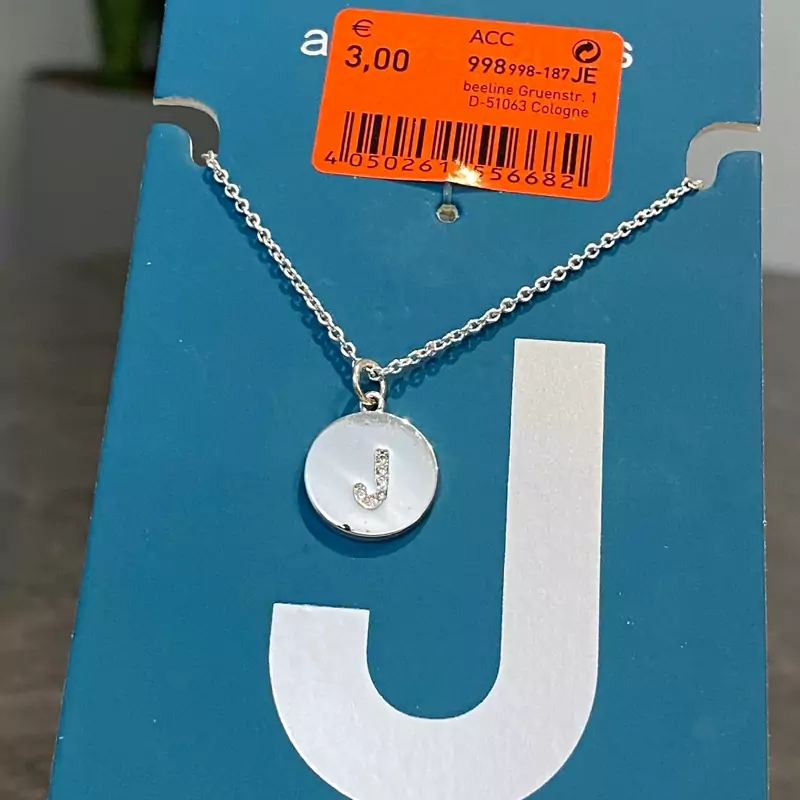 € ACC
3,00 998998-187JE
beeline Gruenstr. 1
D-51063 Cologne
J
J